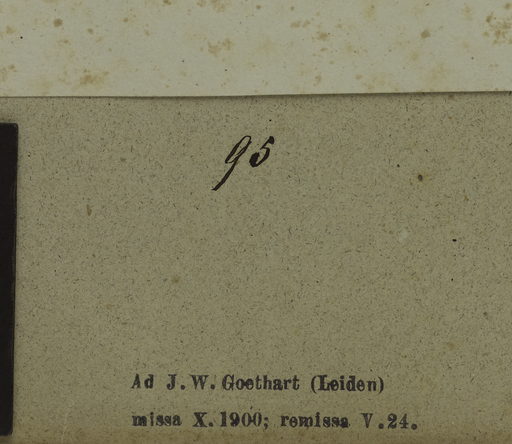 95
Ad J. W. Goethart (Leiden)
missa X. 1900; remissa V. 24.